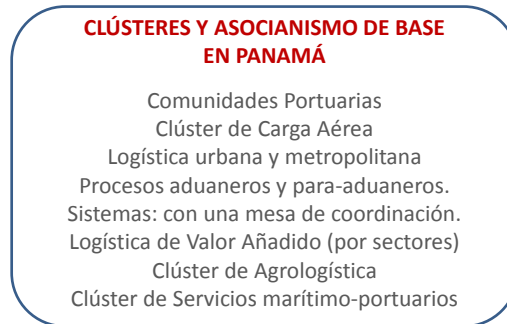 CLÚSTERES Y ASOCIANISMO DE BASE
EN PANAMÁ
Comunidades Portuarias
Clúster de Carga Aérea
Logística urbana y metropolitana
Procesos aduaneros y para-aduaneros.
Sistemas: con una mesa de coordinación.
Logística de Valor Añadido (por sectores)
Clúster de Agrologística
Clúster de Servicios marítimo-portuarios